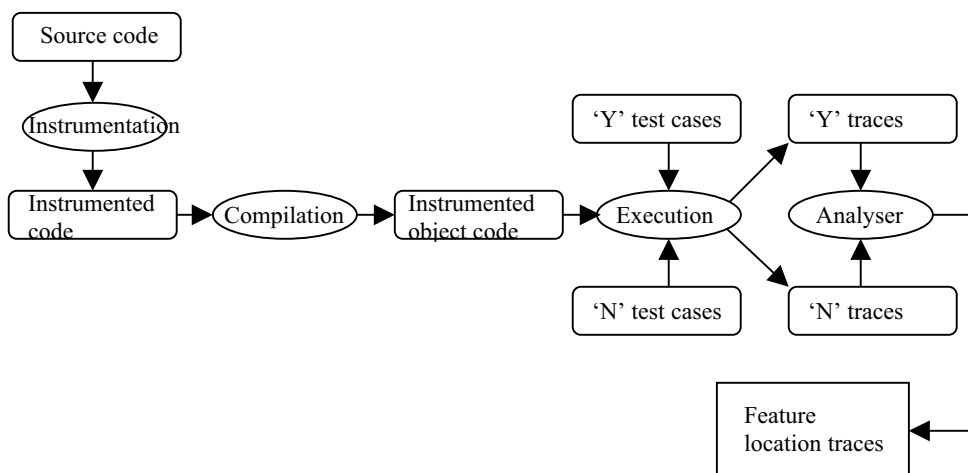 Source code
Instrumentation
‘Y’ test cases
‘Y’ traces
Instrumented
code
Compilation
Instrumented
object code
Execution
Analyser
‘N’ test cases
‘N’ traces
Feature
location traces